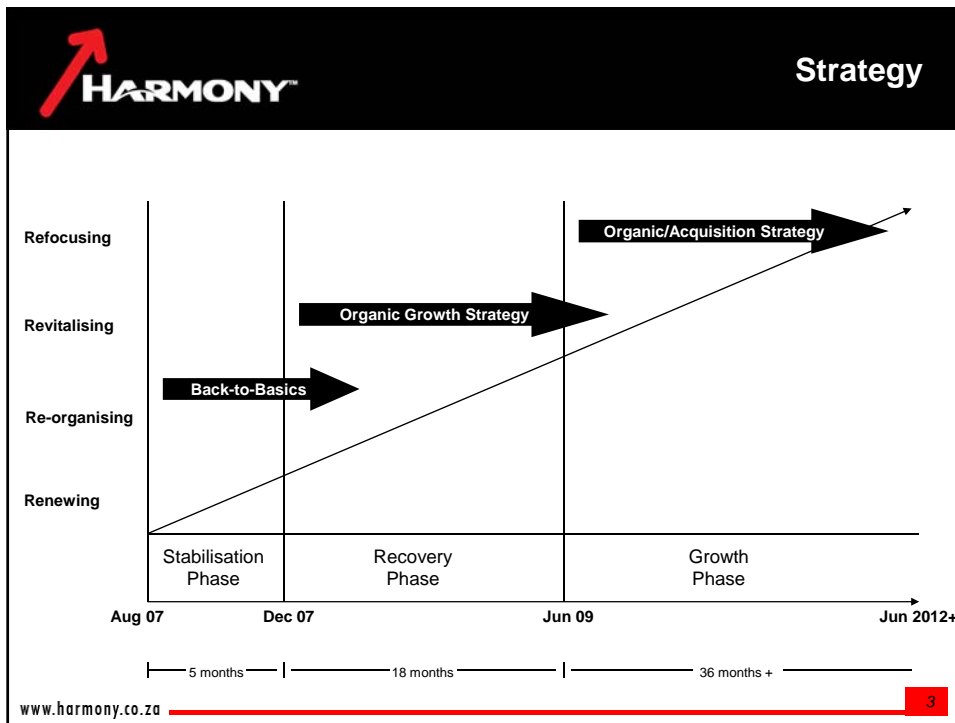 HARMONY™
Strategy
Refocusing
Organic/Acquisition Strategy
Revitalising
Organic Growth Strategy
Back-to-Basics
Re-organising
Renewing
Stabilisation
Phase
Recovery
Phase
Growth
Phase
Aug 07
Dec 07
Jun 09
Jun 2012+
5 months
18 months
36 months +
www.harmony.co.za
3